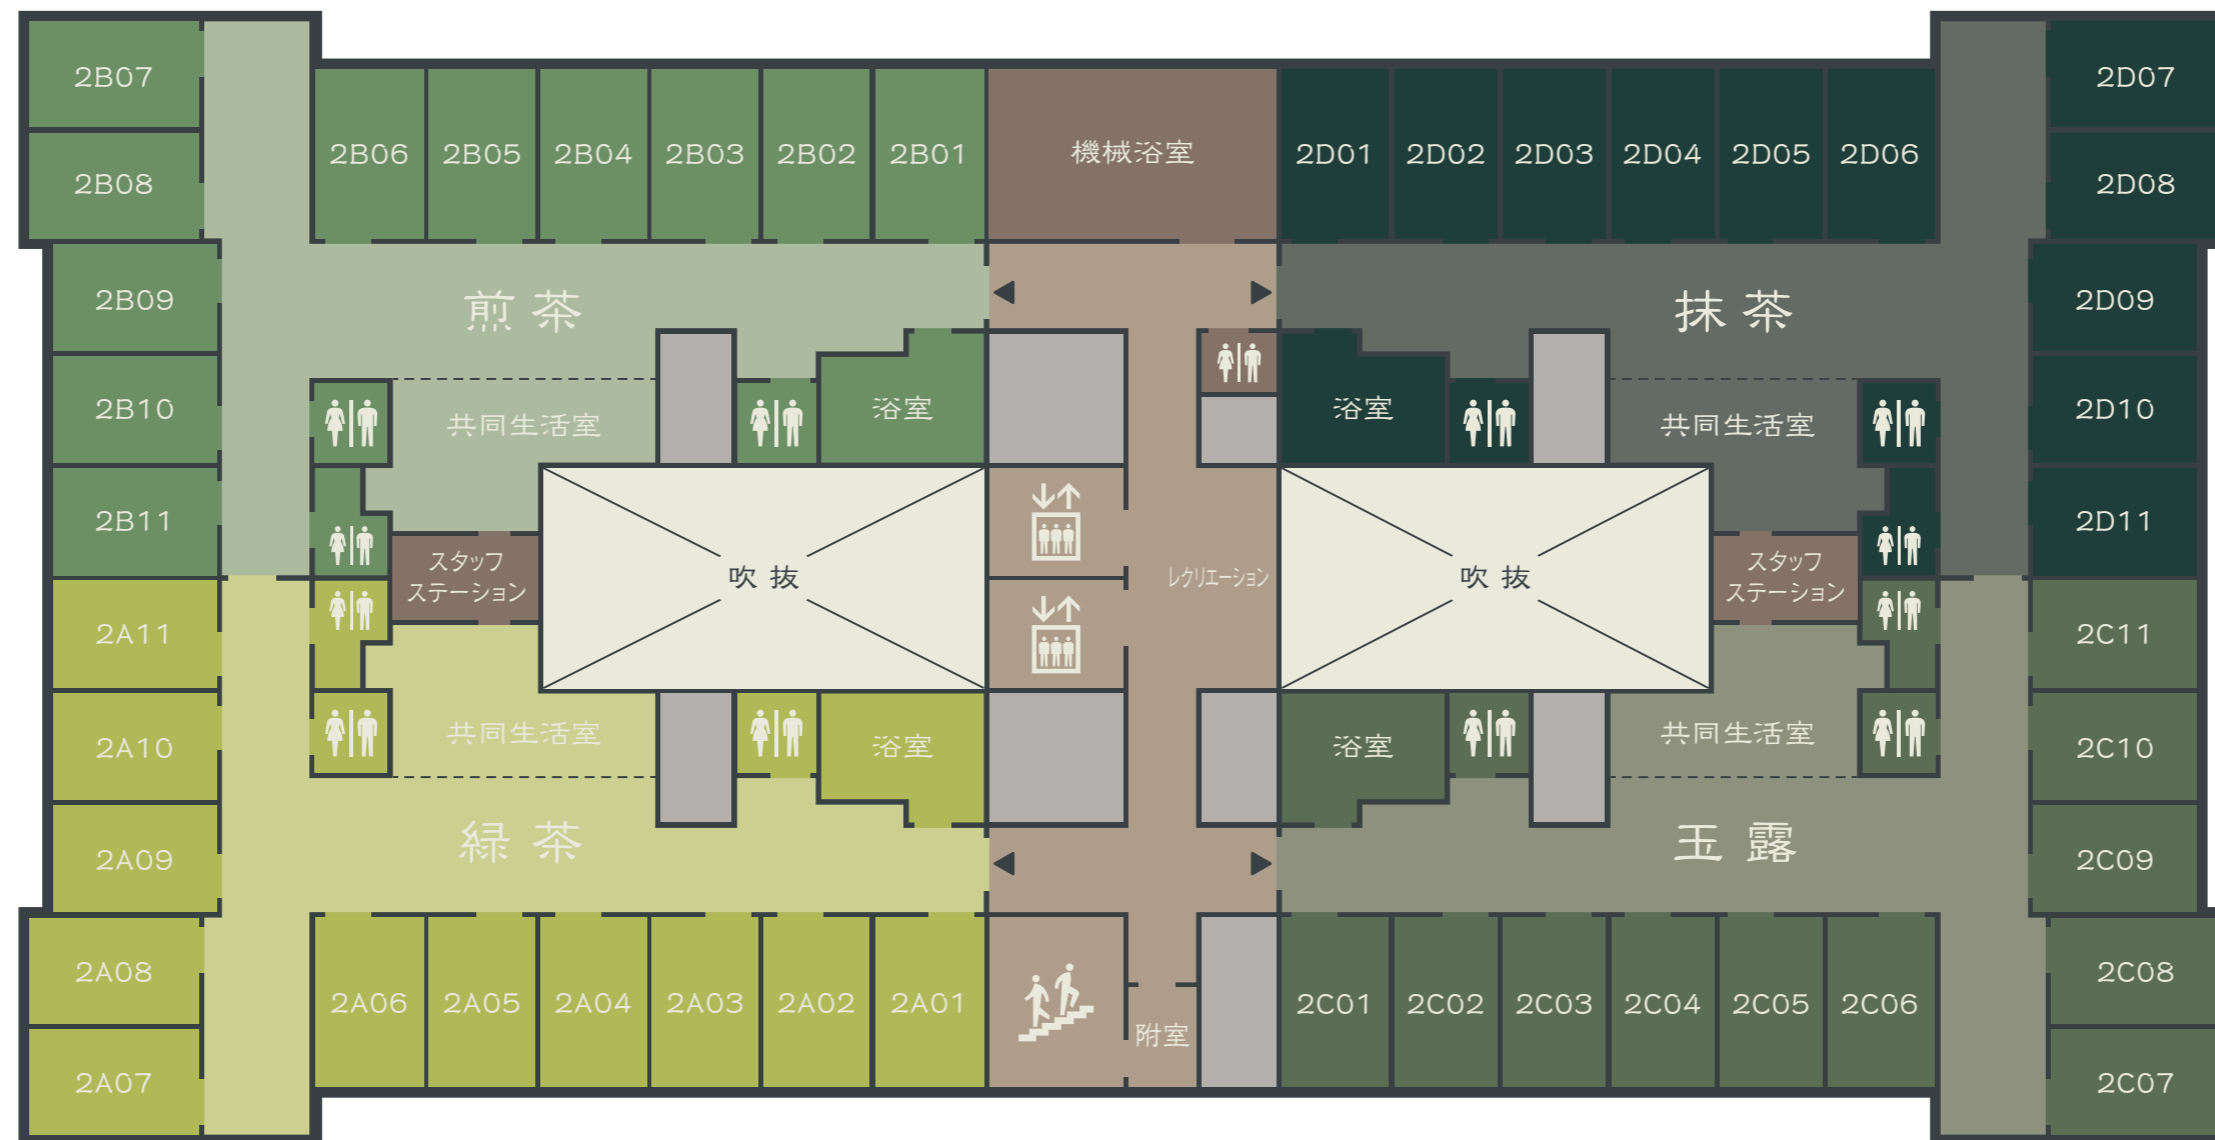 2B07
2D07
2B06 2B05 2B04 2B03 2B02 2B01 機械浴室 2D01 2D02 2D03 2D04 2D05 2D06
2B08
2D08
2B09
2D09
煎茶
抹茶
2B10
浴室
浴室
2D10
共同生活室
共同生活室
2B11
2D11
スタッフ
ステーション
吹抜
レクリエーション
吹抜
スタッフ
ステーション
2A11
2C11
共同生活室
浴室
浴室
共同生活室
2A10
2C10
緑茶
玉露
2A09
2C09
2A08
2C08
2A06 2A05 2A04 2A03 2A02 2A01
2C01 2C02 2C03 2C04 2C05 2C06
附室
2A07
2C07